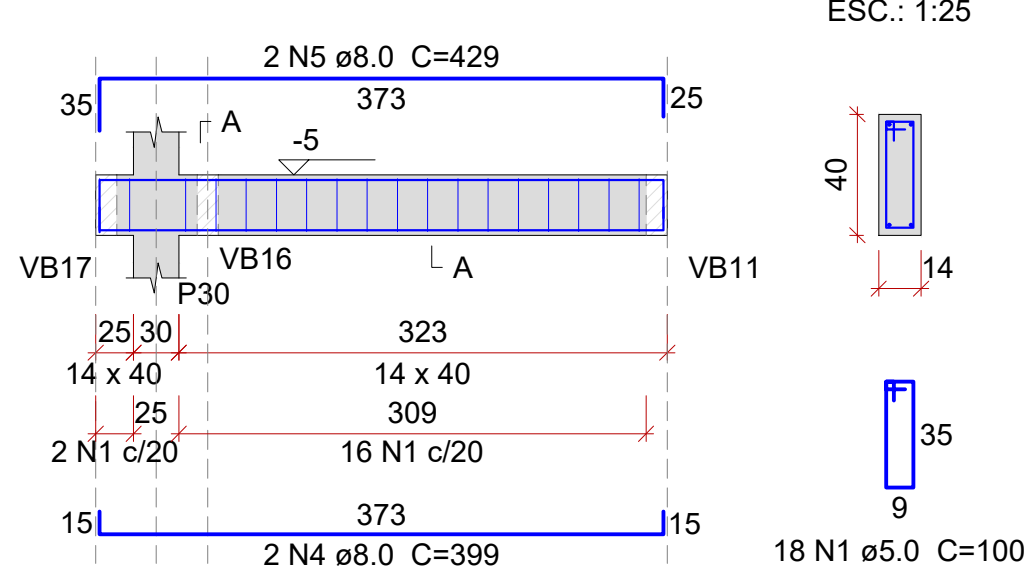 ESC.: 1:25
2 N5 ø8.0 C=429
35
373
25
A
-5
40
VB17
VB16
A
VB11
14
P30
25
30
323
14 x 40
14 x 40
25
309
2 N1 c/20
16 N1 c/20
35
9
15
373
15
2 N4 ø8.0 C=399
18 N1 ø5.0 C=100